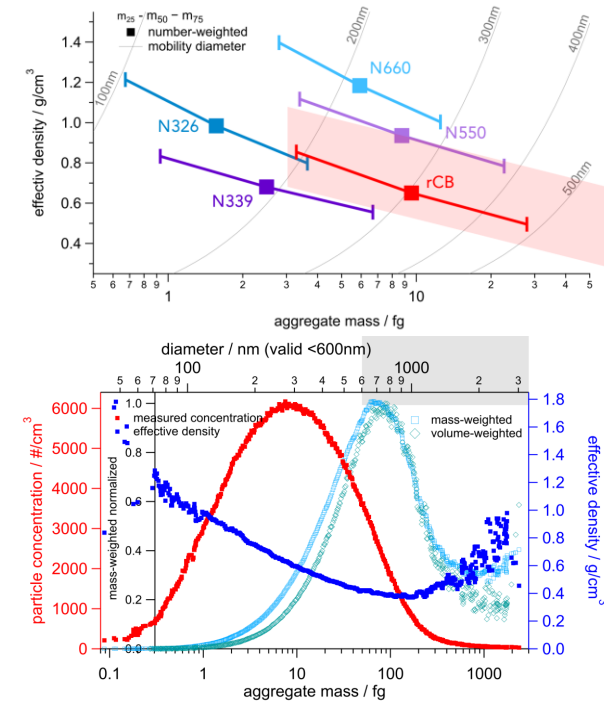 m25 - m50 – m75
number-weighted
mobility diameter
200nm
300nm
400nm
100nm
500nm
N660
N326
N550
N339
rCB
effectiv density / g/cm3
1.4
1.2
1.0
0.8
0.6
0.4
5 6 7 8 9 1 2 3 4 5 6 7 8 9 10 2 3 4 5
aggregate mass / fg
diameter / nm (valid <600nm)
100 1000
5 6 7 8 9 2 3 4 5 6 7 8 9 2 3
measured concentration
effective density
mass-weighted
volume-weighted
particle concentration / #/cm3
6000
5000
4000
3000
2000
1000
0
mass-weighted normalized
1.0
0.8
0.6
0.4
0.2
0.0
effective density / g/cm3
1.8
1.6
1.4
1.2
1.0
0.8
0.6
0.4
0.2
0.0
0.1 1 10 100 1000
aggregate mass / fg